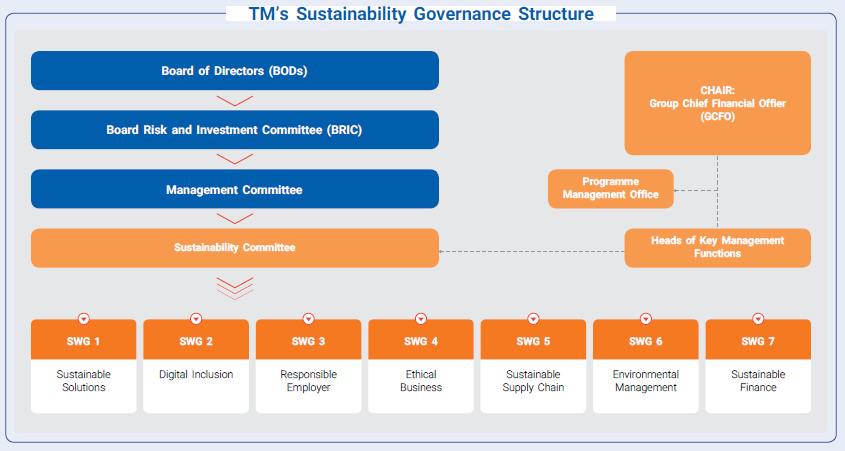 TM's Sustainability Governance Structure
Board of Directors (BODs)
Board Risk and Investment Committee (BRIC)
Management Committee
Sustainability Committee
CHAIR:
Group Chief Financial Offier
(GCFO)
Programme
Management Office
Heads of Key Management
Functions
SWG 1
Sustainable
Solutions
SWG 2
Digital Inclusion
SWG 3
Responsible
Employer
SWG 4
Ethical
Business
SWG 5
Sustainable
Supply Chain
SWG 6
Environmental
Management
SWG 7
Sustainable
Finance